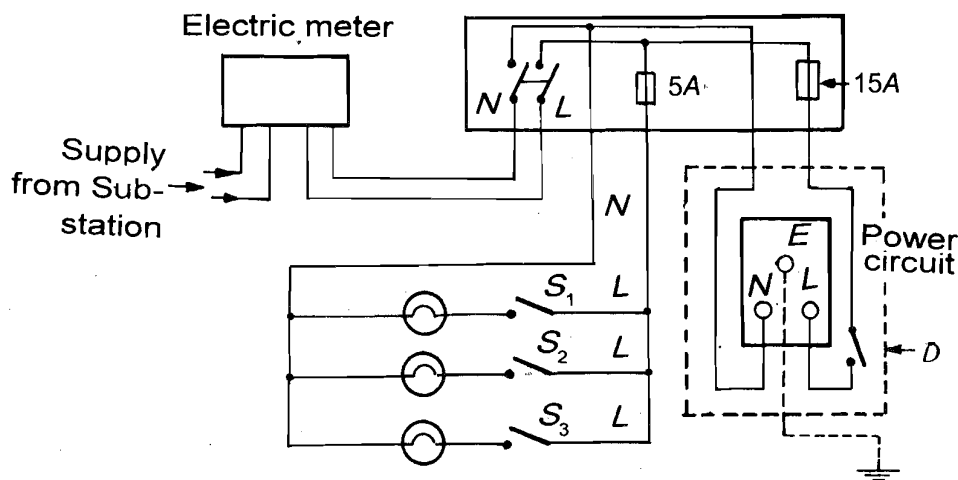 Electric meter
N
L
5A
15A
Supply
from Sub-
station
N
E
Power
circuit
N
L
S1
L
D
S2
L
S3
L